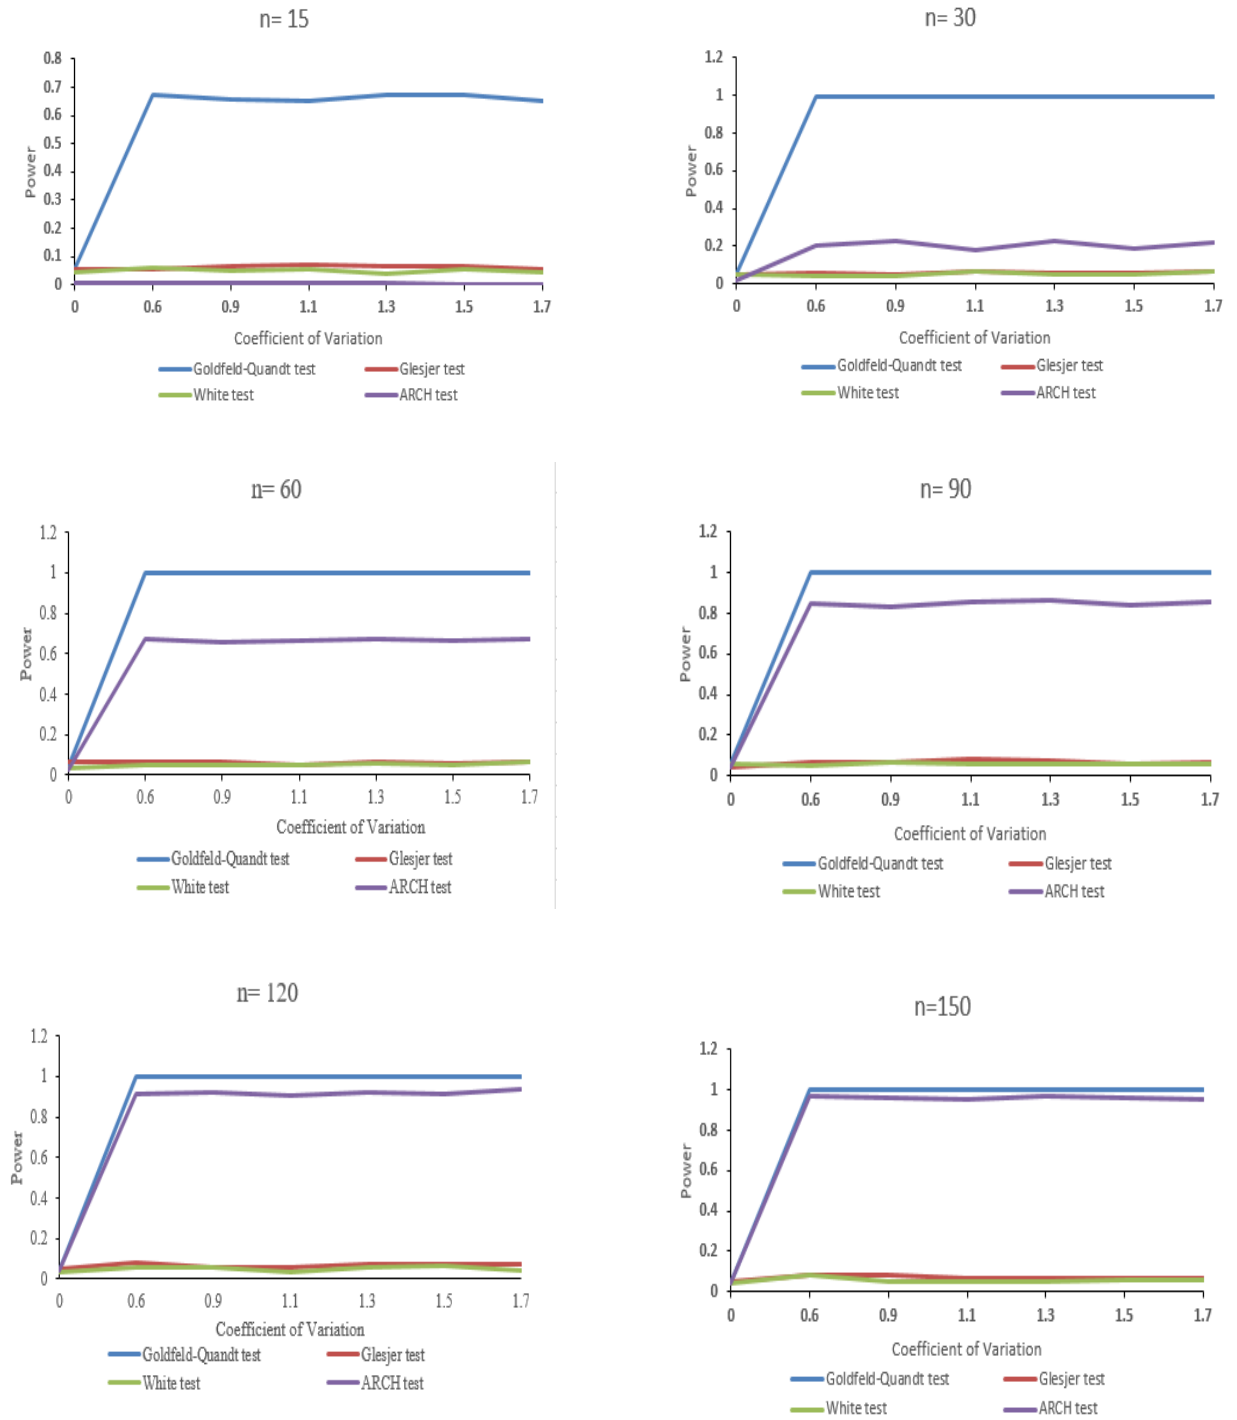 n= 15
0.8
0.7
0.6
0.5
0.4
0.3
0.2
0.1
0
Power
0 0.6 0.9 1.1 1.3 1.5 1.7
Coefficient of Variation
Goldfeld-Quandt test Glesjer test
White test ARCH test
n= 30
1.2
1
0.8
0.6
0.4
0.2
0
Power
0 0.6 0.9 1.1 1.3 1.5 1.7
Coefficient of Variation
Goldfeld-Quandt test Glesjer test
White test ARCH test
n= 60
1.2
1
0.8
0.6
0.4
0.2
0
Power
0 0.6 0.9 1.1 1.3 1.5 1.7
Coefficient of Variation
Goldfeld-Quandt test Glesjer test
White test ARCH test
n= 90
1.2
1
0.8
0.6
0.4
0.2
0
Power
0 0.6 0.9 1.1 1.3 1.5 1.7
Coefficient of Variation
Goldfeld-Quandt test Glesjer test
White test ARCH test
n= 120
1.2
1
0.8
0.6
0.4
0.2
0
Power
0 0.6 0.9 1.1 1.3 1.5 1.7
Coefficient of Variation
Goldfeld-Quandt test Glesjer test
White test ARCH test
n=150
1.2
1
0.8
0.6
0.4
0.2
0
Power
0 0.6 0.9 1.1 1.3 1.5 1.7
Coefficient of Variation
Goldfeld-Quandt test Glesjer test
White test ARCH test